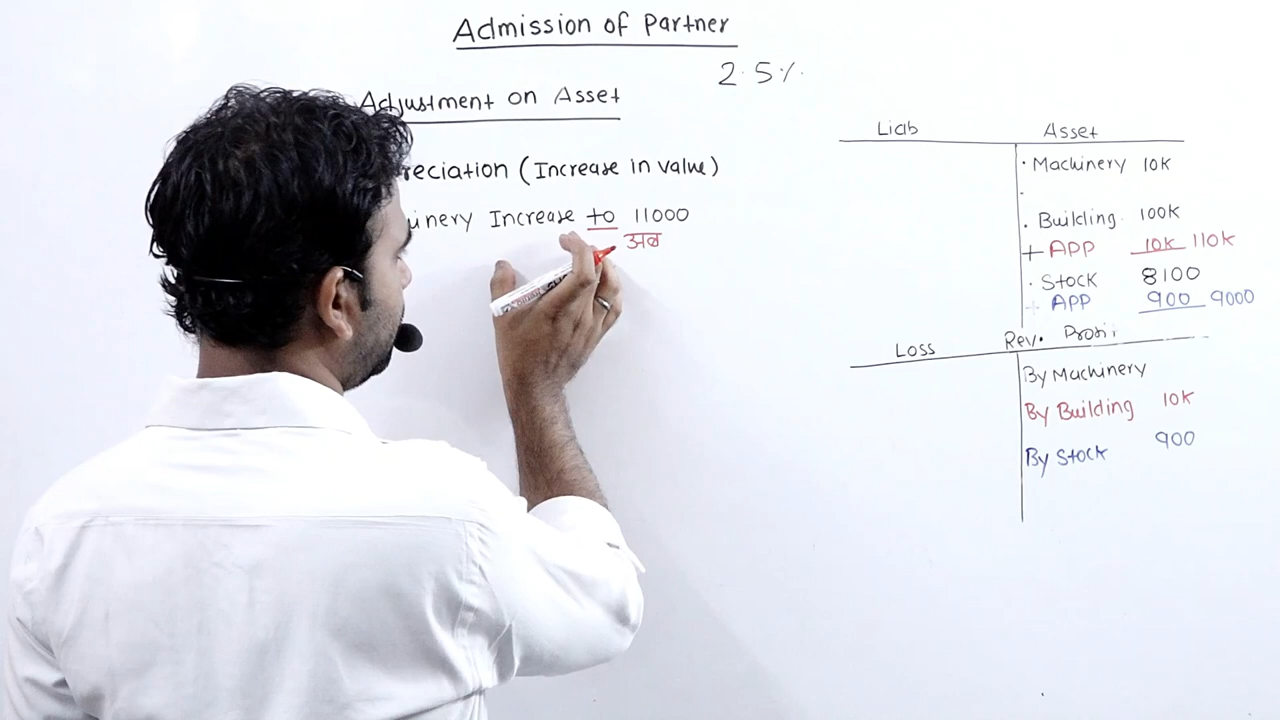 Admission of Partner
2.5%.
Adjustment on Asset
reciation (Increase in value)
inery Increase to 11000
अब
Liab Asset
· Machinery 10K
·
· Building. 100K
+ APP 10K 110K
· Stock 8100
+ APP 900 9000
Loss Rev. Profit
By Machinery
By Building 10K
By Stock 900